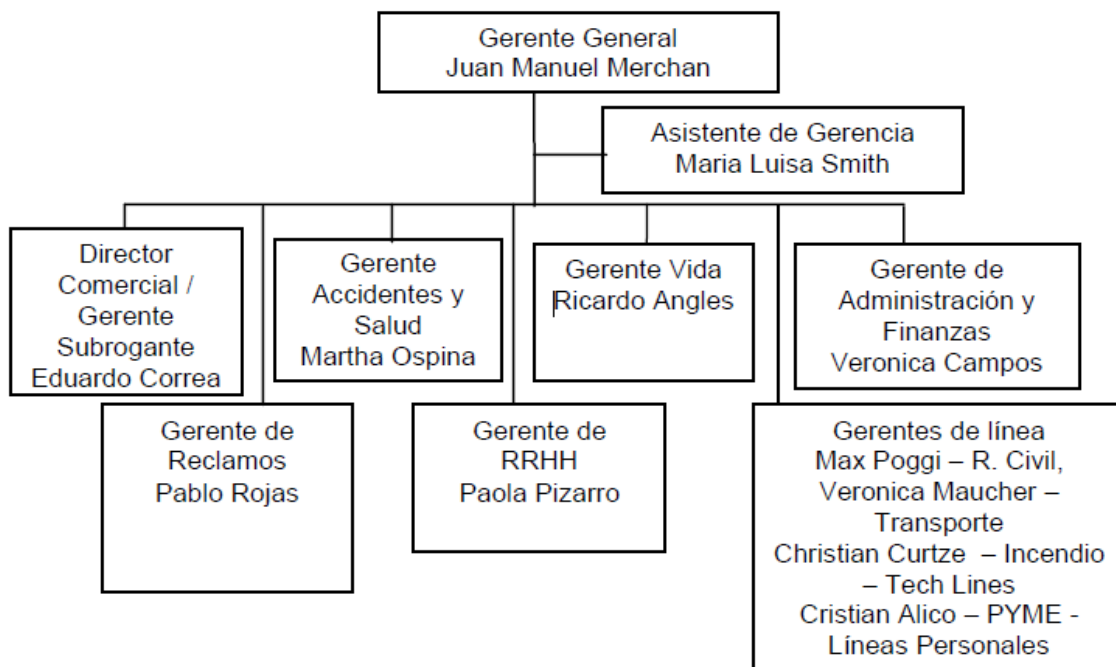 Gerente General
Juan Manuel Merchan
Asistente de Gerencia
Maria Luisa Smith
Director
Comercial /
Gerente
Subrogante
Eduardo Correa
Gerente
Accidentes y
Salud
Martha Ospina
Gerente Vida
Ricardo Angles
Gerente de
Administración y
Finanzas
Veronica Campos
Gerente de
Reclamos
Pablo Rojas
Gerente de
RRHH
Paola Pizarro
Gerentes de línea
Max Poggi – R. Civil,
Veronica Maucher –
Transporte
Christian Curtze – Incendio
– Tech Lines
Cristian Alico – PYME -
Líneas Personales